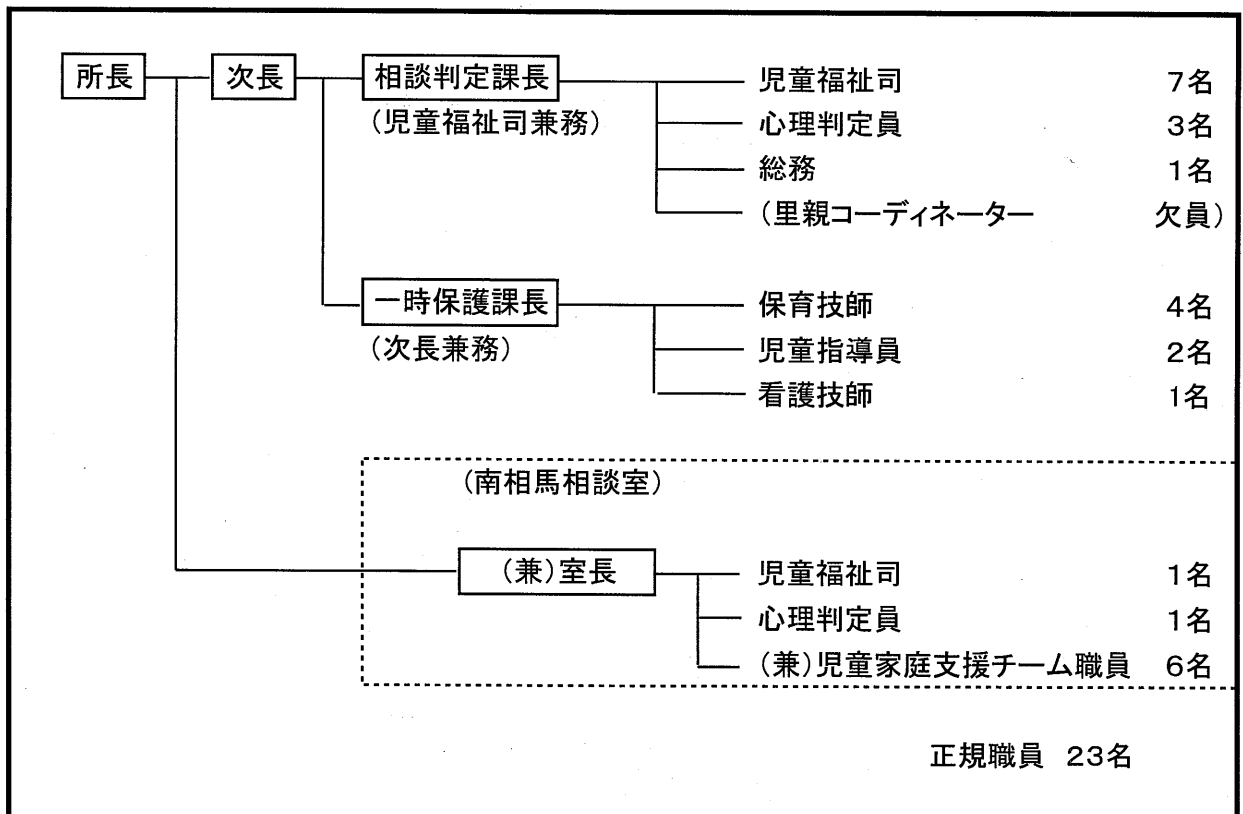 所長 次長 相談判定課長 児童福祉司 7名
(児童福祉司兼務) 心理判定員 3名
総務 1名
(里親コーディネーター 欠員)
一時保護課長 保育技師 4名
(次長兼務) 児童指導員 2名
看護技師 1名
(南相馬相談室)
(兼)室長 児童福祉司 1名
心理判定員 1名
(兼)児童家庭支援チーム職員 6名
正規職員 23名